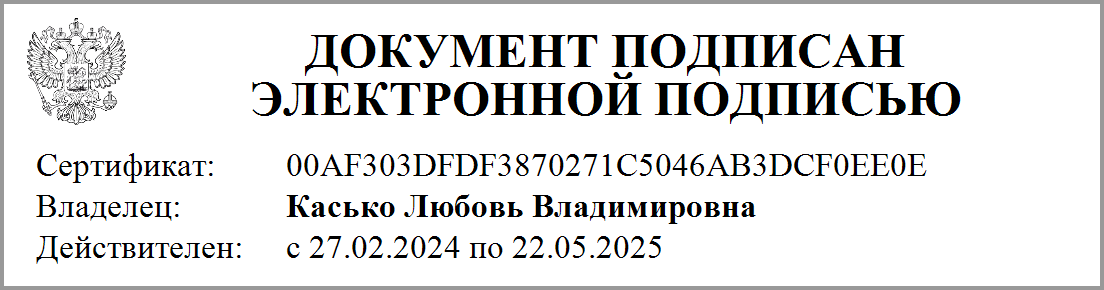 ДОКУМЕНТ ПОДПИСАН
ЭЛЕКТРОННОЙ ПОДПИСЬЮ
Сертификат: 00AF303DFDF3870271C5046AB3DCF0EE0E
Владелец: Касько Любовь Владимировна
Действителен: с 27.02.2024 по 22.05.2025